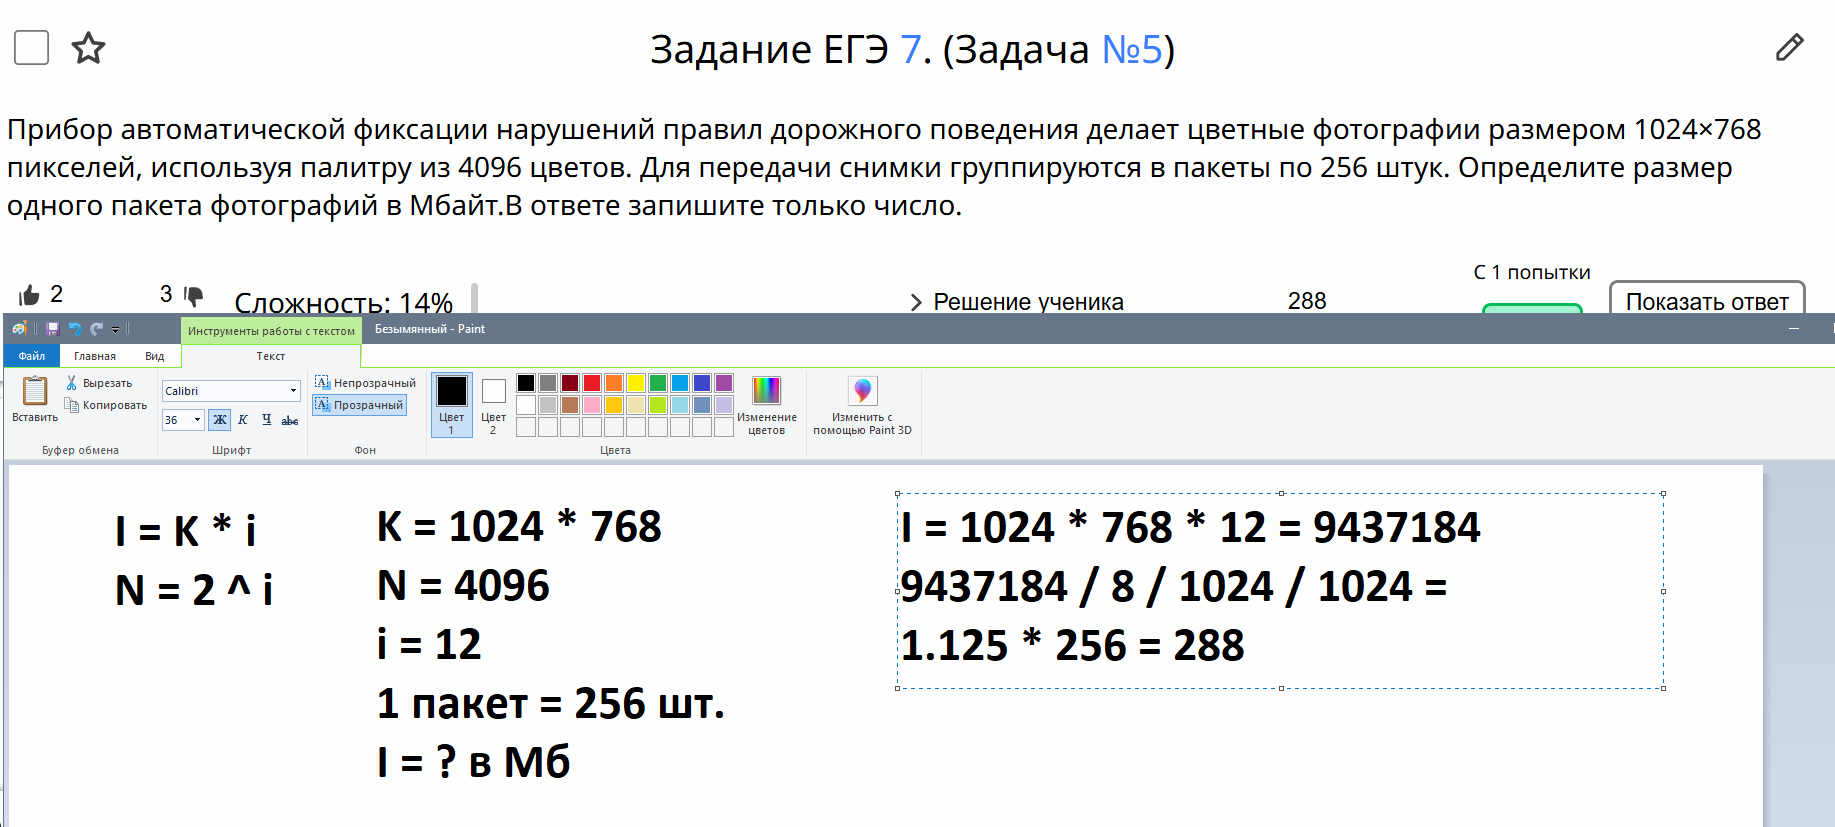 Задание ЕГЭ 7. (Задача №5)
Прибор автоматической фиксации нарушений правил дорожного поведения делает цветные фотографии размером 1024×768
пикселей, используя палитру из 4096 цветов. Для передачи снимки группируются в пакеты по 256 штук. Определите размер
одного пакета фотографий в Мбайт.В ответе запишите только число.
2 3 Сложность: 14% Решение ученика 288 С 1 попытки Показать ответ
Инструменты работы с текстом Безымянный - Paint
Файл Главная Вид Текст
Вставить Вырезать Копировать
Calibri
36 Ж К Ч abc
Непрозрачный
Прозрачный
Цвет 1 Цвет 2
Изменение цветов
Изменить с помощью Paint 3D
Буфер обмена Шрифт Фон Цвета
I = K * i
N = 2 ^ i
K = 1024 * 768
N = 4096
i = 12
1 пакет = 256 шт.
I = ? в Мб
I = 1024 * 768 * 12 = 9437184
9437184 / 8 / 1024 / 1024 =
1.125 * 256 = 288